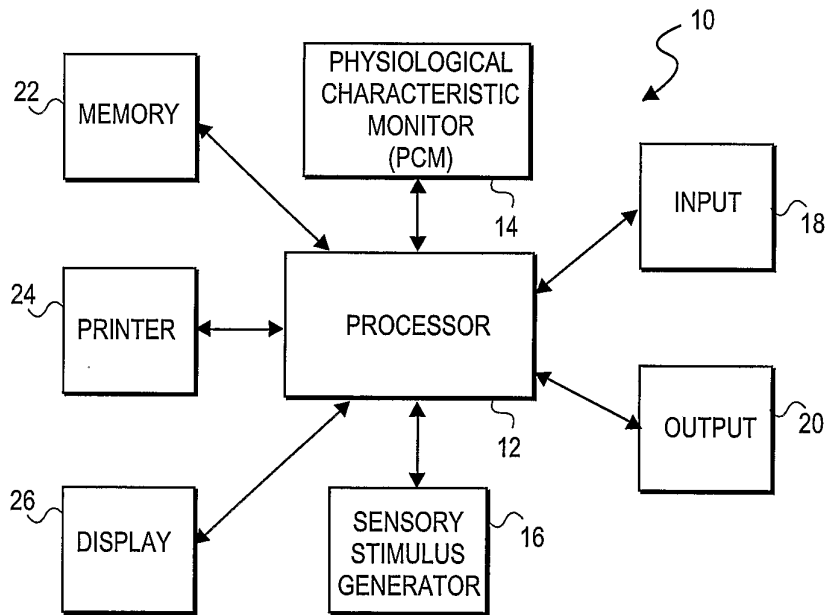 10
22
MEMORY
PHYSIOLOGICAL
CHARACTERISTIC
MONITOR
(PCM)
14
INPUT
18
24
PRINTER
PROCESSOR
12
OUTPUT
20
26
DISPLAY
SENSORY
STIMULUS
GENERATOR
16